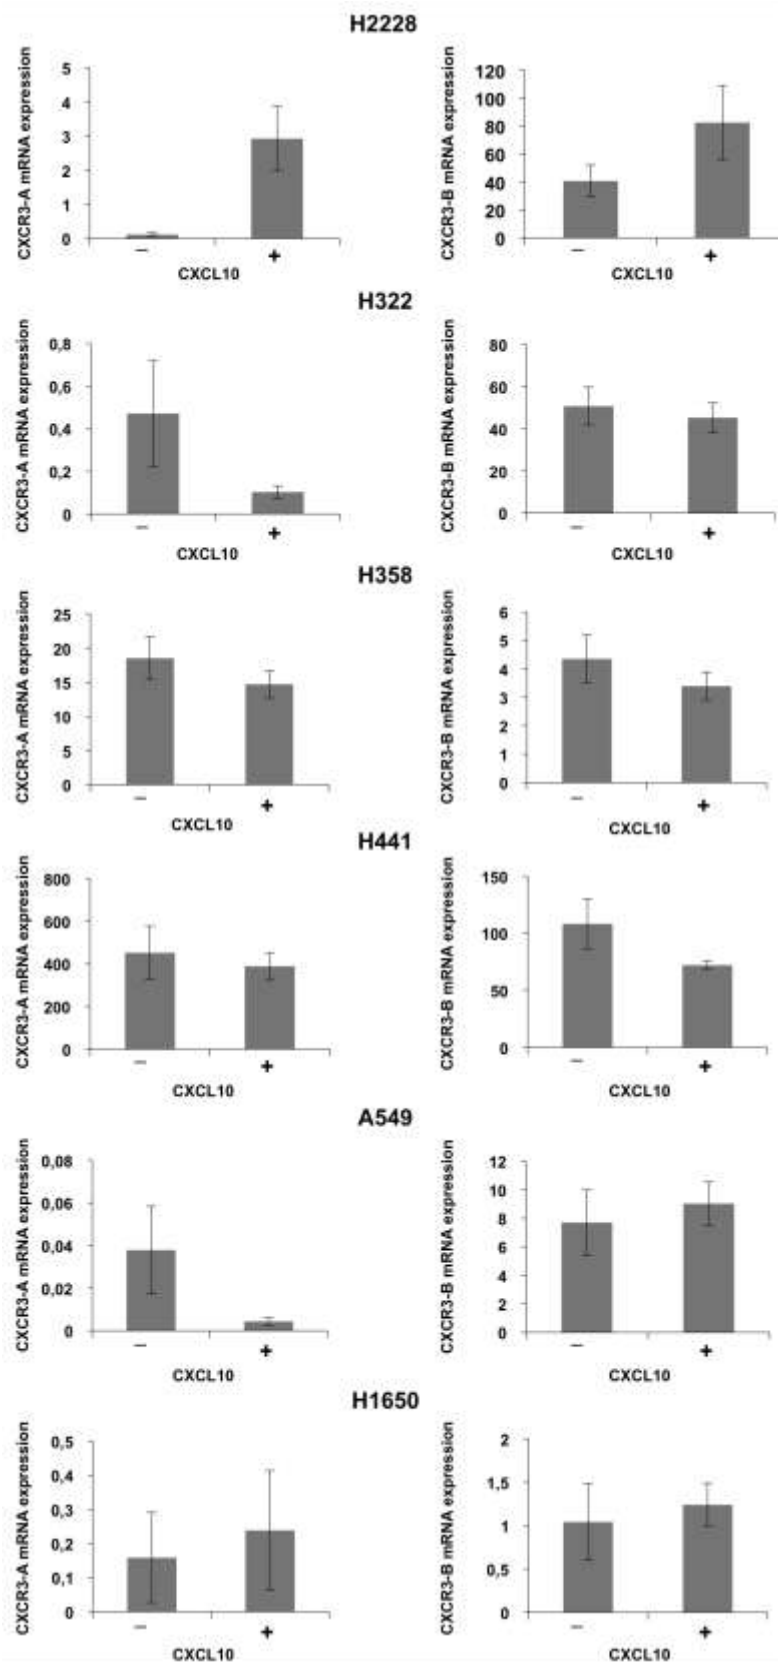 H2228
CXCR3-A mRNA expression
5
4
3
2
1
0
– +
CXCL10
CXCR3-B mRNA expression
120
100
80
60
40
20
0
– +
CXCL10
H322
CXCR3-A mRNA expression
0,8
0,6
0,4
0,2
0
– +
CXCL10
CXCR3-B mRNA expression
80
60
40
20
0
– +
CXCL10
H358
CXCR3-A mRNA expression
25
20
15
10
5
0
– +
CXCL10
CXCR3-B mRNA expression
6
5
4
3
2
1
0
– +
CXCL10
H441
CXCR3-A mRNA expression
800
600
400
200
0
– +
CXCL10
CXCR3-B mRNA expression
150
100
50
0
– +
CXCL10
A549
CXCR3-A mRNA expression
0,08
0,06
0,04
0,02
0
– +
CXCL10
CXCR3-B mRNA expression
12
10
8
6
4
2
0
– +
CXCL10
H1650
CXCR3-A mRNA expression
0,5
0,4
0,3
0,2
0,1
0
– +
CXCL10
CXCR3-B mRNA expression
2
1,5
1
0,5
0
– +
CXCL10